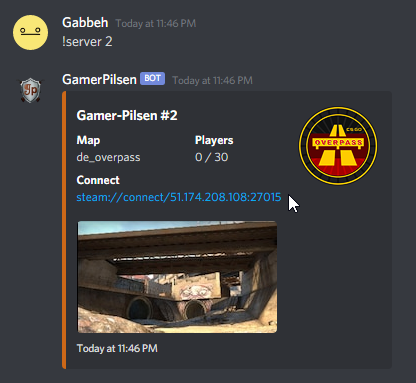 Gabbeh Today at 11:46 PM
!server 2
GamerPilsen BOT Today at 11:46 PM
Gamer-Pilsen #2
CS:GO
OVERPASS
Map Players
de_overpass 0 / 30
Connect
steam://connect/51.174.208.108:27015
Today at 11:46 PM